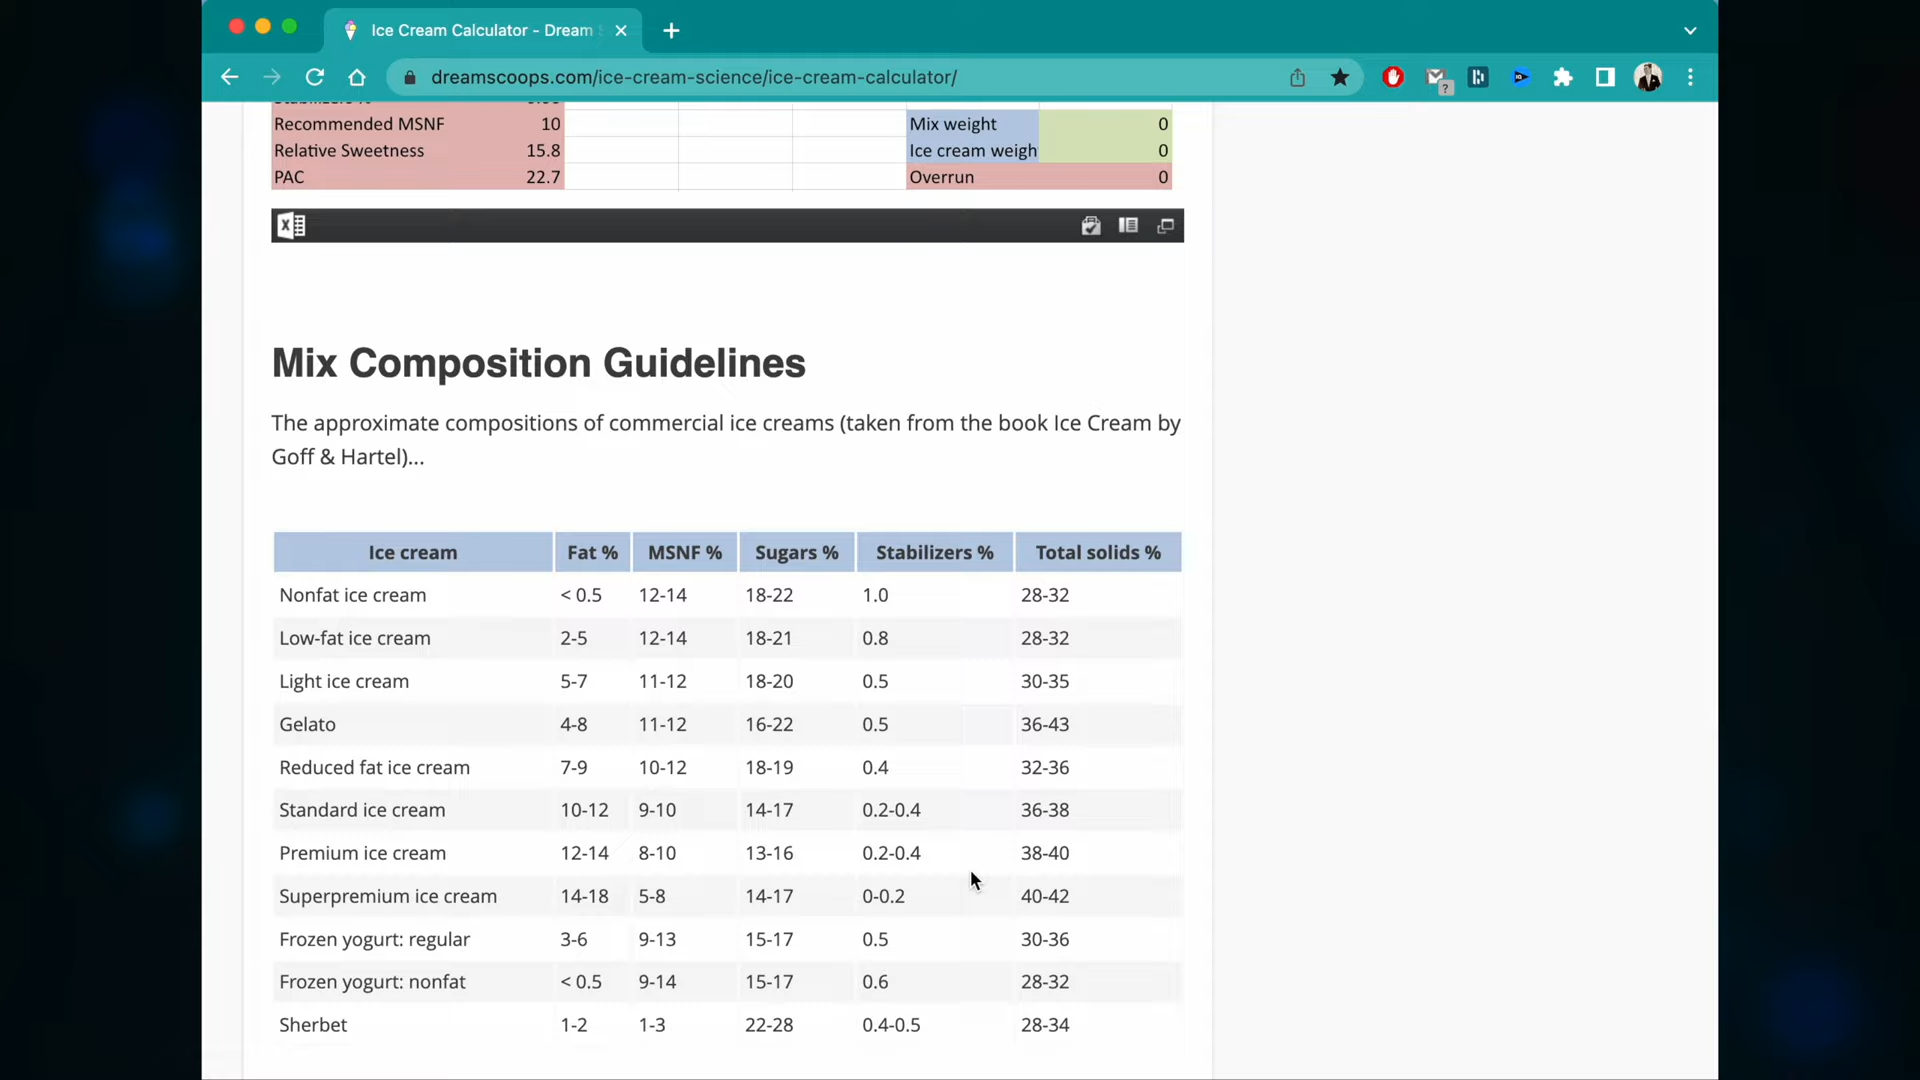 Ice Cream Calculator - Dream
dreamscoops.com/ice-cream-science/ice-cream-calculator/
Recommended MSNF 10
Relative Sweetness 15.8
PAC 22.7
Mix weight 0
Ice cream weigh 0
Overrun 0
Mix Composition Guidelines
The approximate compositions of commercial ice creams (taken from the book Ice Cream by
Goff & Hartel)...
Ice cream Fat % MSNF % Sugars % Stabilizers % Total solids %
Nonfat ice cream < 0.5 12-14 18-22 1.0 28-32
Low-fat ice cream 2-5 12-14 18-21 0.8 28-32
Light ice cream 5-7 11-12 18-20 0.5 30-35
Gelato 4-8 11-12 16-22 0.5 36-43
Reduced fat ice cream 7-9 10-12 18-19 0.4 32-36
Standard ice cream 10-12 9-10 14-17 0.2-0.4 36-38
Premium ice cream 12-14 8-10 13-16 0.2-0.4 38-40
Superpremium ice cream 14-18 5-8 14-17 0-0.2 40-42
Frozen yogurt: regular 3-6 9-13 15-17 0.5 30-36
Frozen yogurt: nonfat < 0.5 9-14 15-17 0.6 28-32
Sherbet 1-2 1-3 22-28 0.4-0.5 28-34